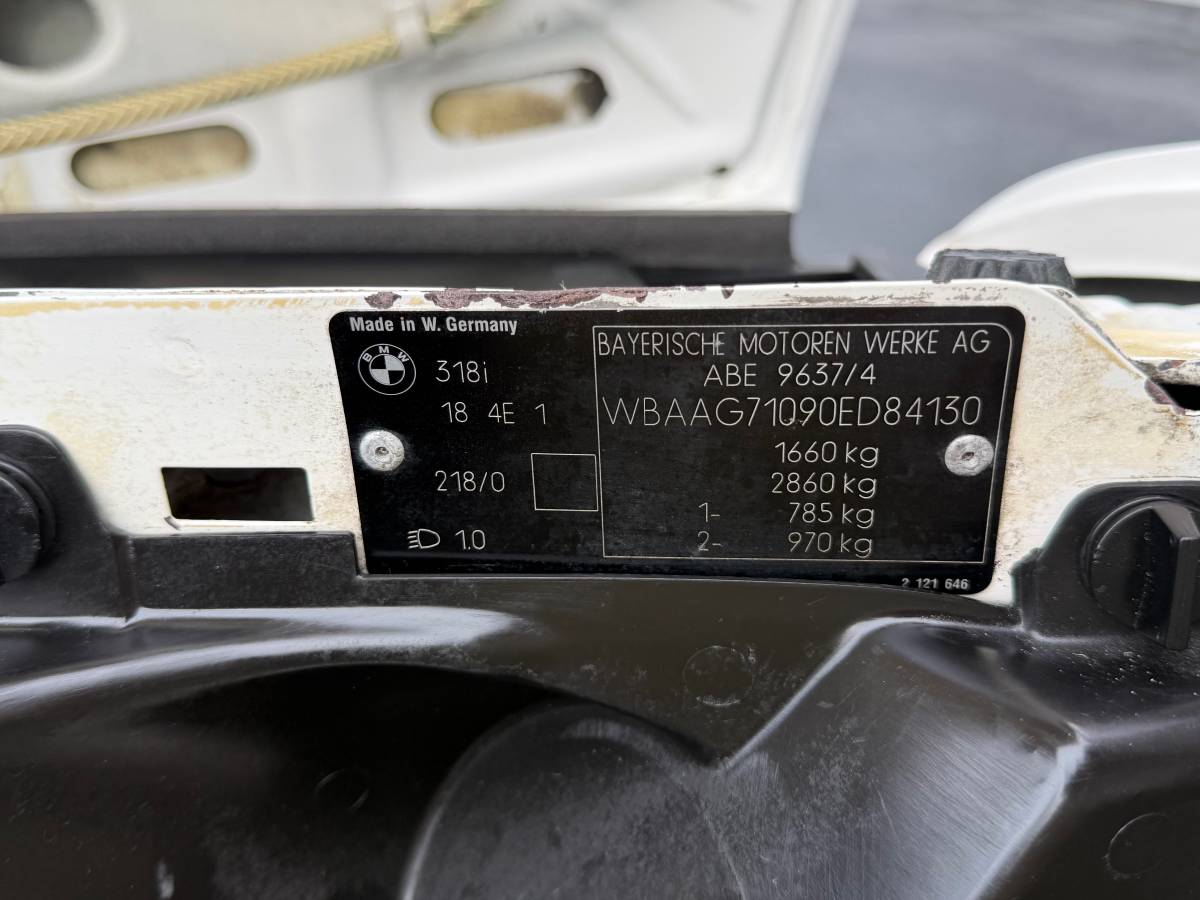 Made in W. Germany
BMW
318i
18 4E 1
218/0
1.0
BAYERISCHE MOTOREN WERKE AG
ABE 9637/4
WBAAG71090ED84130
1660 kg
2860 kg
1- 785 kg
2- 970 kg
2 121 646